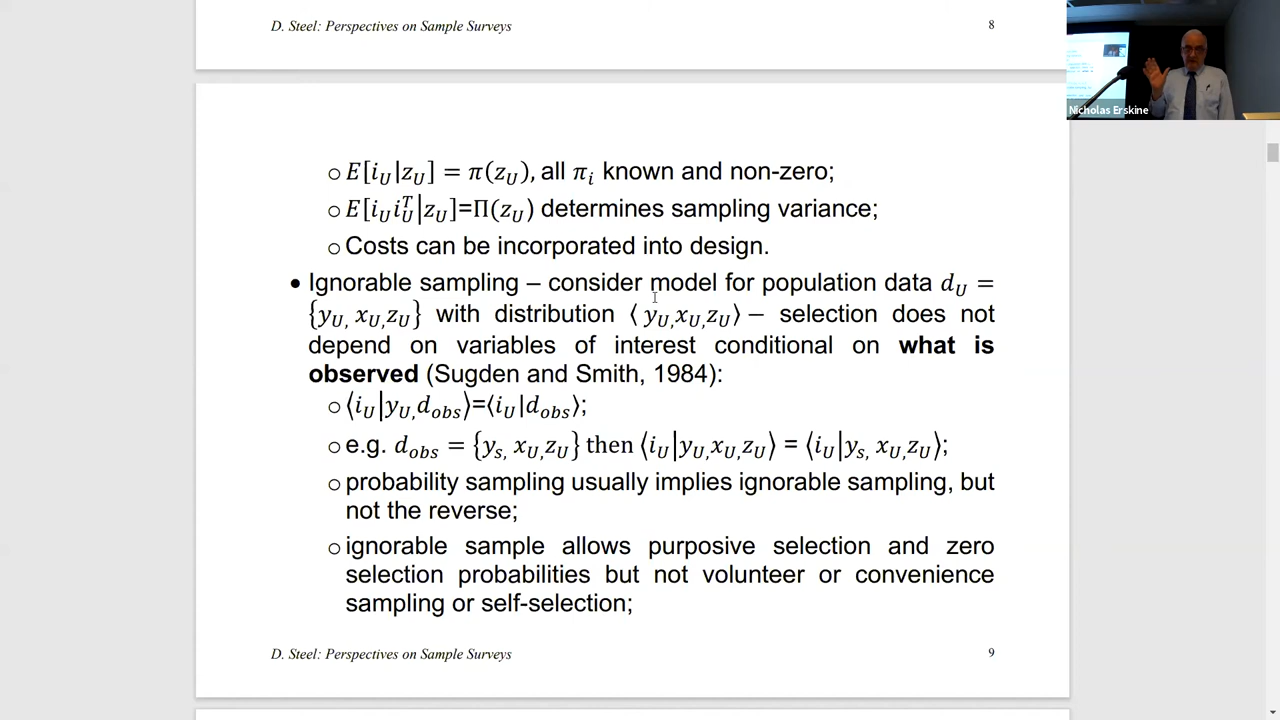 D. Steel: Perspectives on Sample Surveys 8
Nicholas Erskine
○ E[i_U|z_U] = π(z_U), all π_i known and non-zero;
○ E[i_U i_U^T|z_U]=Π(z_U) determines sampling variance;
○ Costs can be incorporated into design.
• Ignorable sampling – consider model for population data d_U =
{y_U, x_U,z_U} with distribution ⟨ y_U,x_U,z_U⟩ – selection does not
depend on variables of interest conditional on what is
observed (Sugden and Smith, 1984):
○ ⟨i_U|y_U,d_obs⟩=⟨i_U|d_obs⟩;
○ e.g. d_obs = {y_s, x_U,z_U} then ⟨i_U|y_U,x_U,z_U⟩ = ⟨i_U|y_s, x_U,z_U⟩;
○ probability sampling usually implies ignorable sampling, but
not the reverse;
○ ignorable sample allows purposive selection and zero
selection probabilities but not volunteer or convenience
sampling or self-selection;
D. Steel: Perspectives on Sample Surveys 9